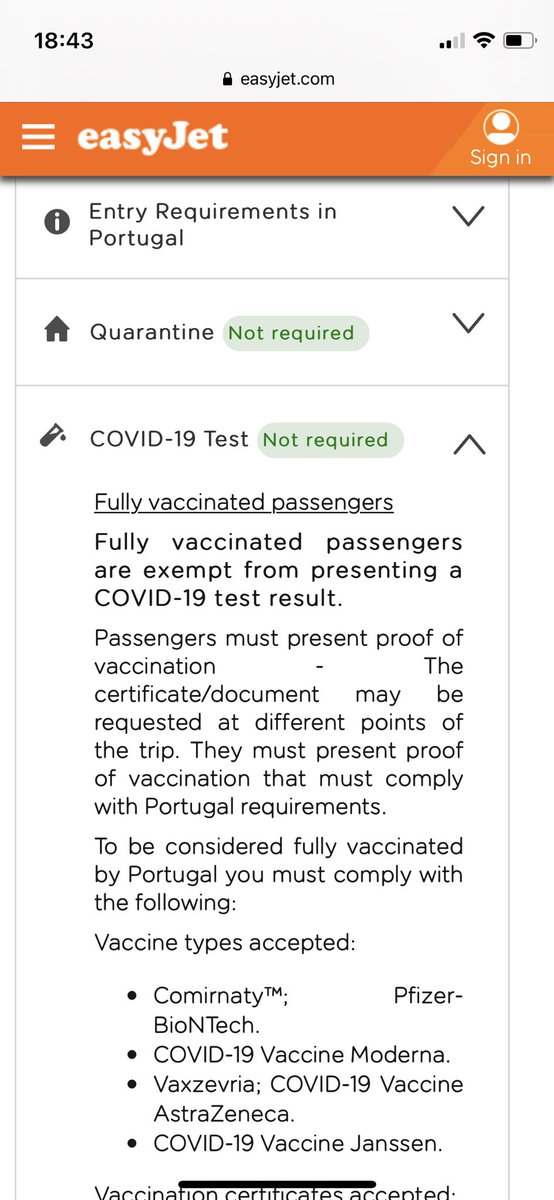 18:43
easyjet.com
easyJet
Sign in
Entry Requirements in
Portugal
Quarantine Not required
COVID-19 Test Not required
Fully vaccinated passengers
Fully vaccinated passengers
are exempt from presenting a
COVID-19 test result.
Passengers must present proof of
vaccination - The
certificate/document may be
requested at different points of
the trip. They must present proof
of vaccination that must comply
with Portugal requirements.
To be considered fully vaccinated
by Portugal you must comply with
the following:
Vaccine types accepted:
• Comirnaty™; Pfizer-
BioNTech.
• COVID-19 Vaccine Moderna.
• Vaxzevria; COVID-19 Vaccine
AstraZeneca.
• COVID-19 Vaccine Janssen.
Vaccination certificates accepted: